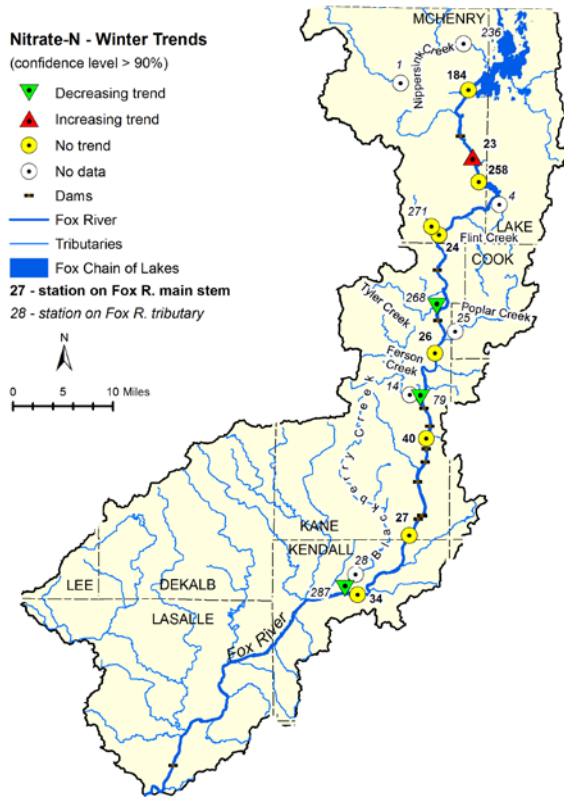 Nitrate-N - Winter Trends
(confidence level > 90%)
Decreasing trend
Increasing trend
No trend
No data
Dams
Fox River
Tributaries
Fox Chain of Lakes
27 - station on Fox R. main stem
28 - station on Fox R. tributary
N
0 5 10 Miles
MCHENRY
236
Nippersink Creek
1
184
23
258
4
271
LAKE
Flint Creek
24
COOK
268
Tyler Creek
Poplar Creek
25
26
Ferson
Creek
14
79
Blackberry Creek
40
27
KANE
KENDALL
28
LEE
DEKALB
287
34
LASALLE
Fox River